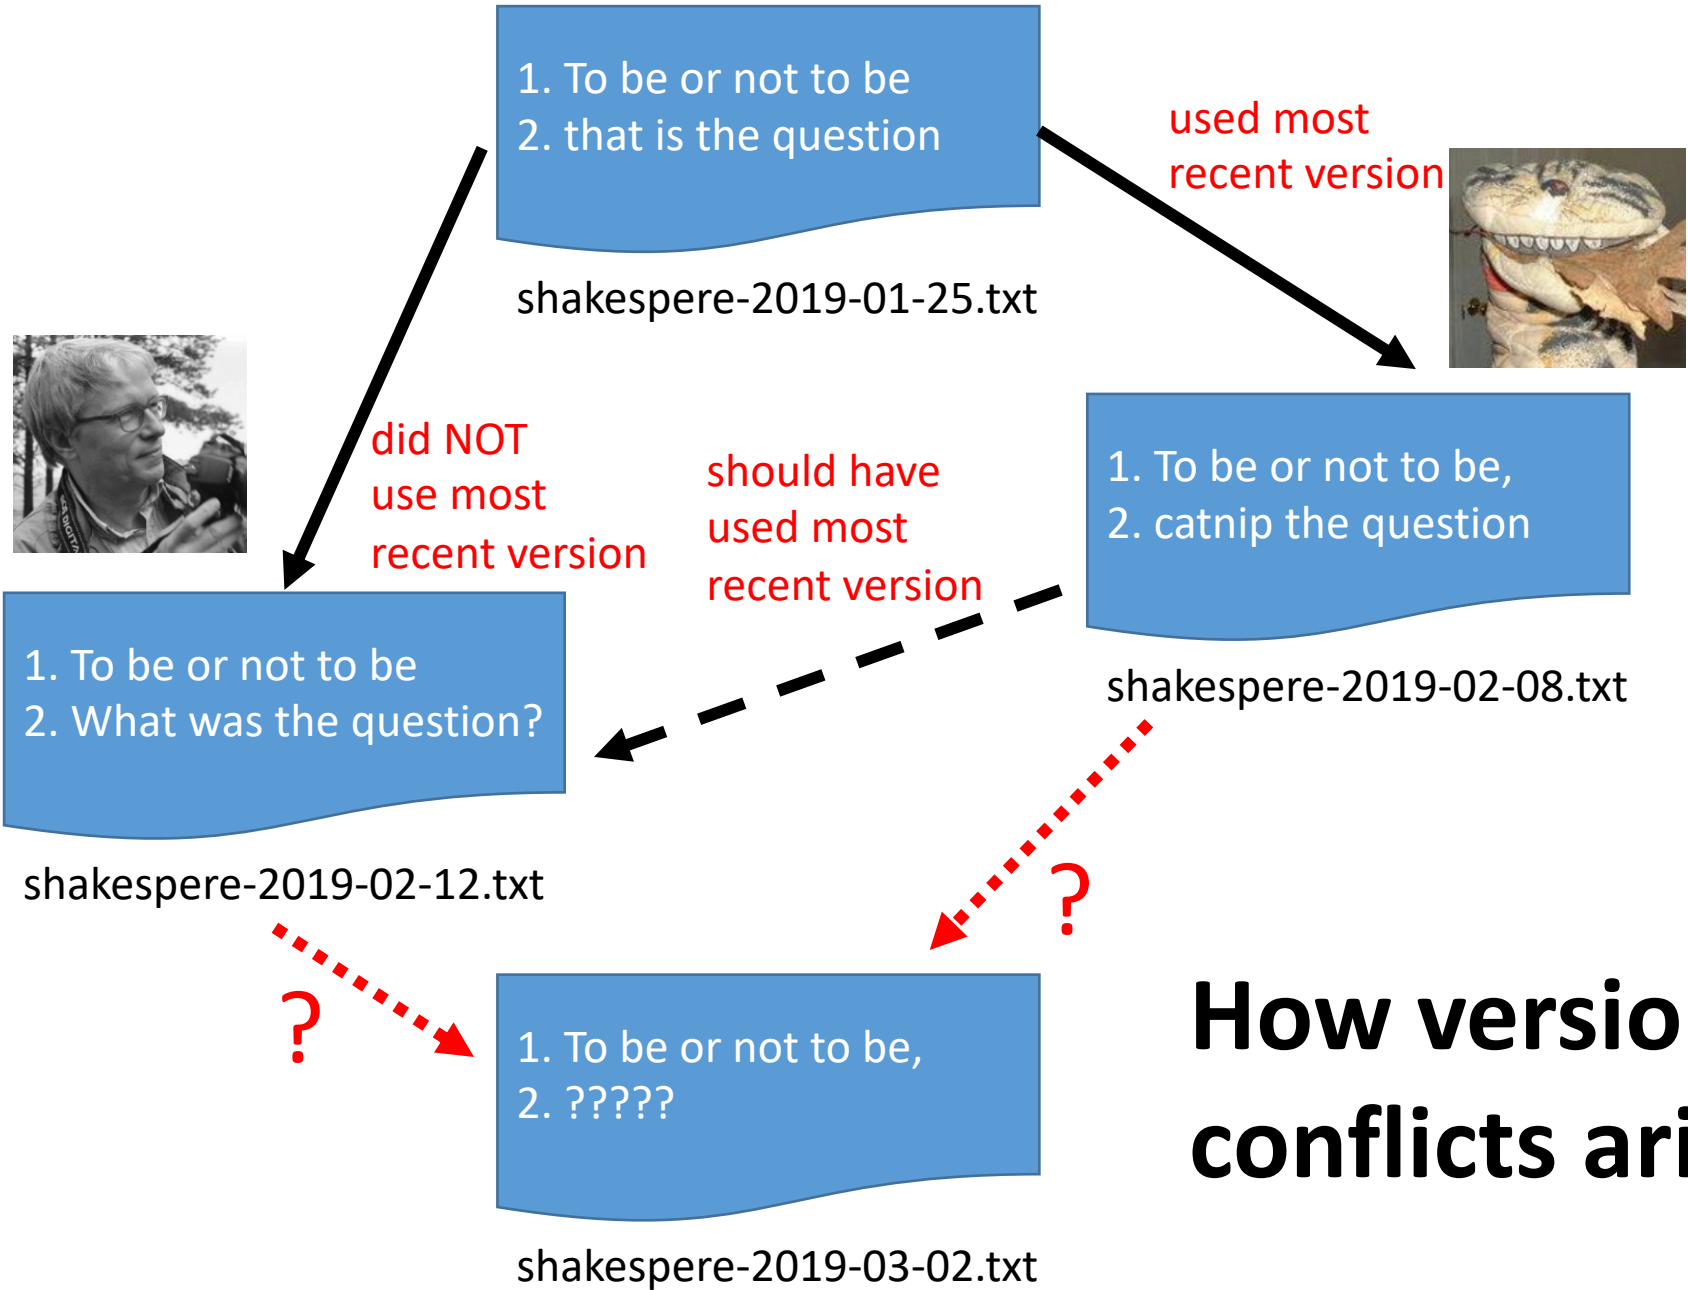 1. To be or not to be
2. that is the question
used most
recent version
shakespere-2019-01-25.txt
did NOT
use most
recent version
should have
used most
recent version
1. To be or not to be,
2. catnip the question
1. To be or not to be
2. What was the question?
shakespere-2019-02-08.txt
shakespere-2019-02-12.txt
?
?
1. To be or not to be,
2. ?????
How versio
conflicts ari
shakespere-2019-03-02.txt